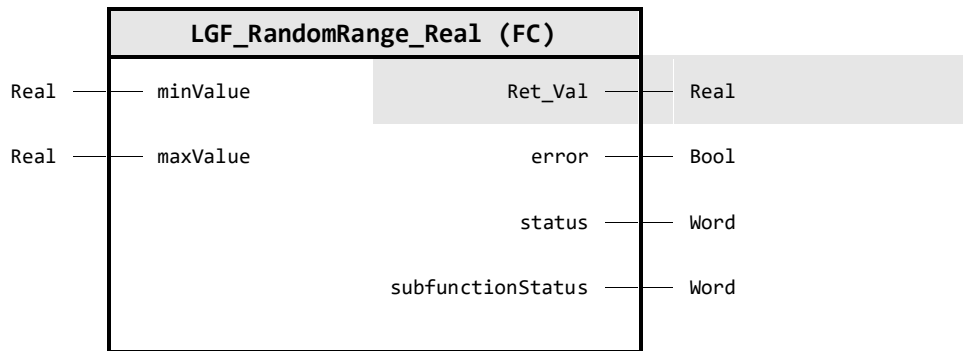 LGF_RandomRange_Real (FC)
Real minValue Ret_Val Real
Real maxValue error Bool
status Word
subfunctionStatus Word